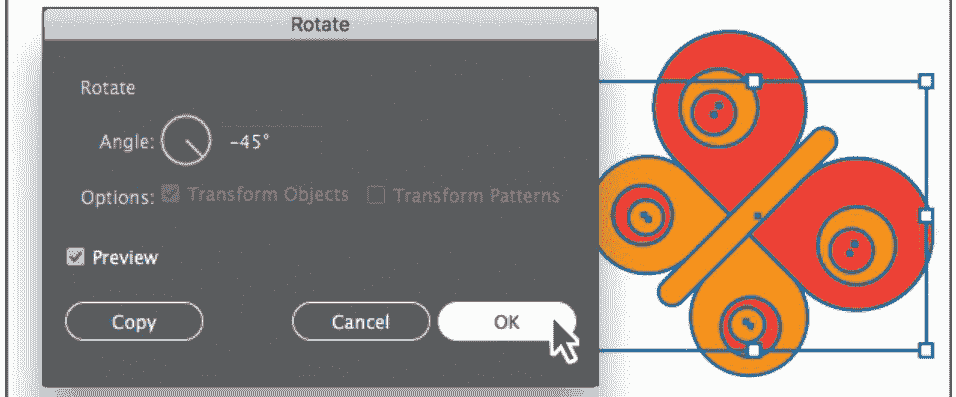 Rotate
Rotate
Angle: -45°
Options: Transform Objects Transform Patterns
Preview
Copy Cancel OK